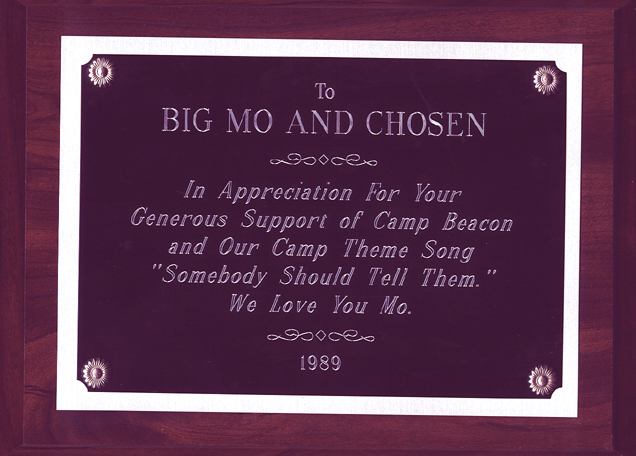 To
BIG MO AND CHOSEN
In Appreciation For Your
Generous Support of Camp Beacon
and Our Camp Theme Song
"Somebody Should Tell Them."
We Love You Mo.
1989